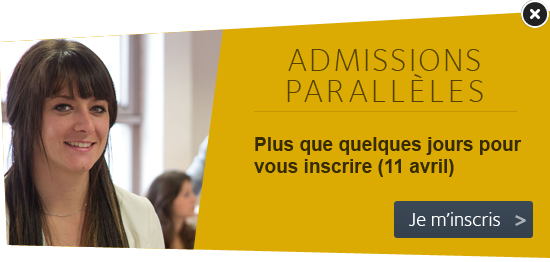 ADMISSIONS
PARALLÈLES
Plus que quelques jours pour
vous inscrire (11 avril)
Je m'inscris >